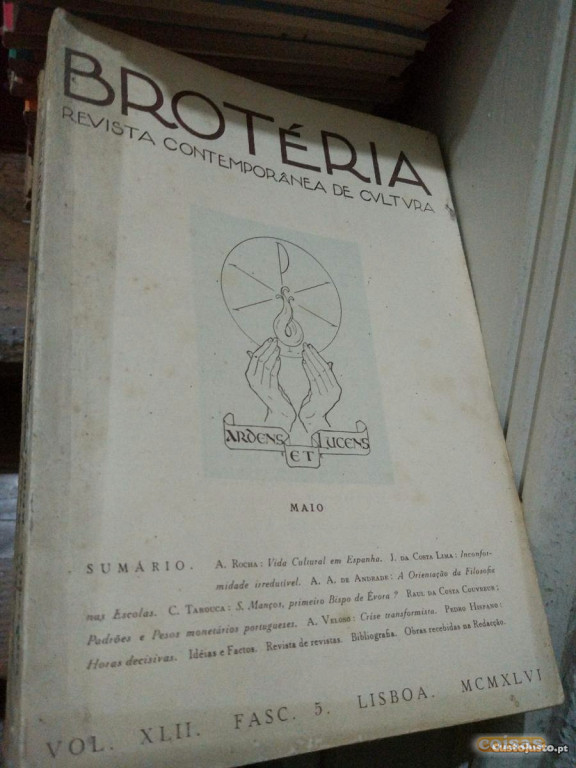 BROTÉRIA
REVISTA CONTEMPORÂNEA DE CVLTVRA
ARDENS ET LUCENS
MAIO
SUMÁRIO. A. ROCHA: Vida Cultural em Espanha. J. DA COSTA LIMA: Inconfor-
midade irredutível. A. A. DE ANDRADE: A Orientação da Filosofia
nas Escolas. C. TAROUCA: S. Manços, primeiro Bispo de Évora? RAUL DA COSTA COUVREUR:
Padrões e Pesos monetários portugueses. A. VELOSO: Crise transformista. PEDRO HISPANO:
Horas decisivas. Idéias e Factos. Revista de revistas. Bibliografia. Obras recebidas na Redacção.
VOL. XLII. FASC. 5. LISBOA. MCMXLVI
coisas
CustoJusto.pt